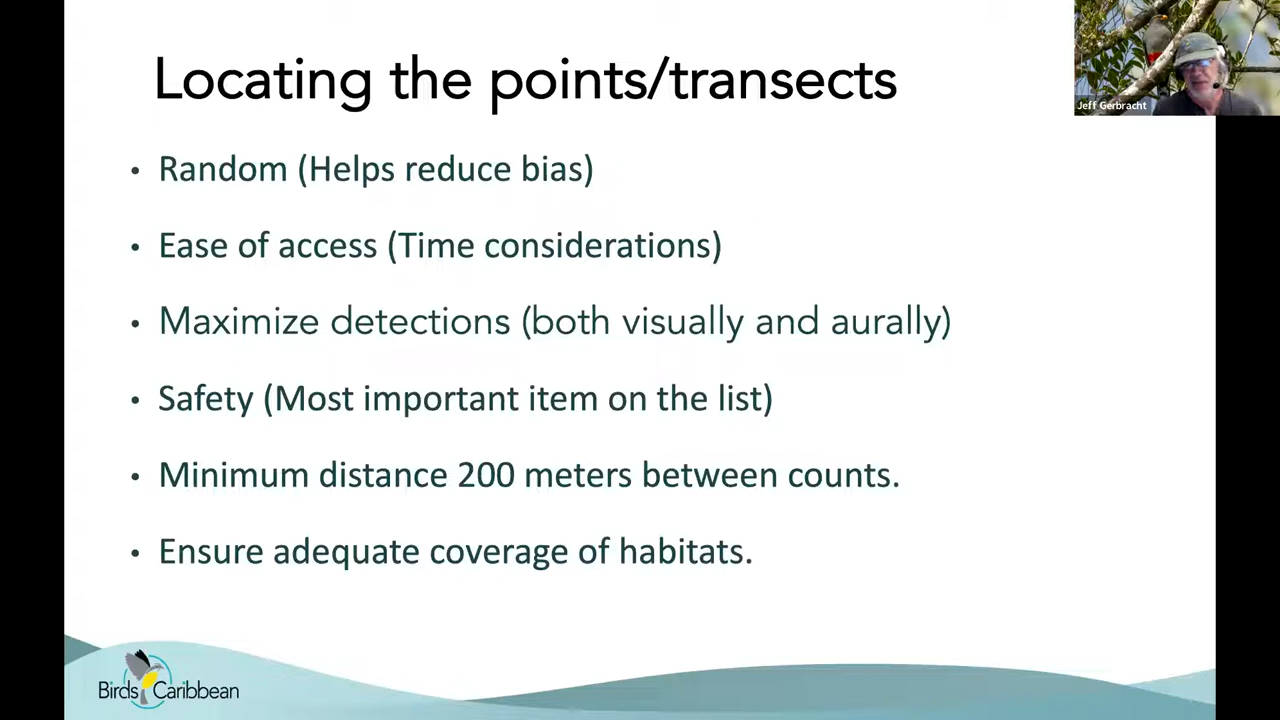 Locating the points/transects
Jeff Gerbracht
• Random (Helps reduce bias)
• Ease of access (Time considerations)
• Maximize detections (both visually and aurally)
• Safety (Most important item on the list)
• Minimum distance 200 meters between counts.
• Ensure adequate coverage of habitats.
BirdsCaribbean